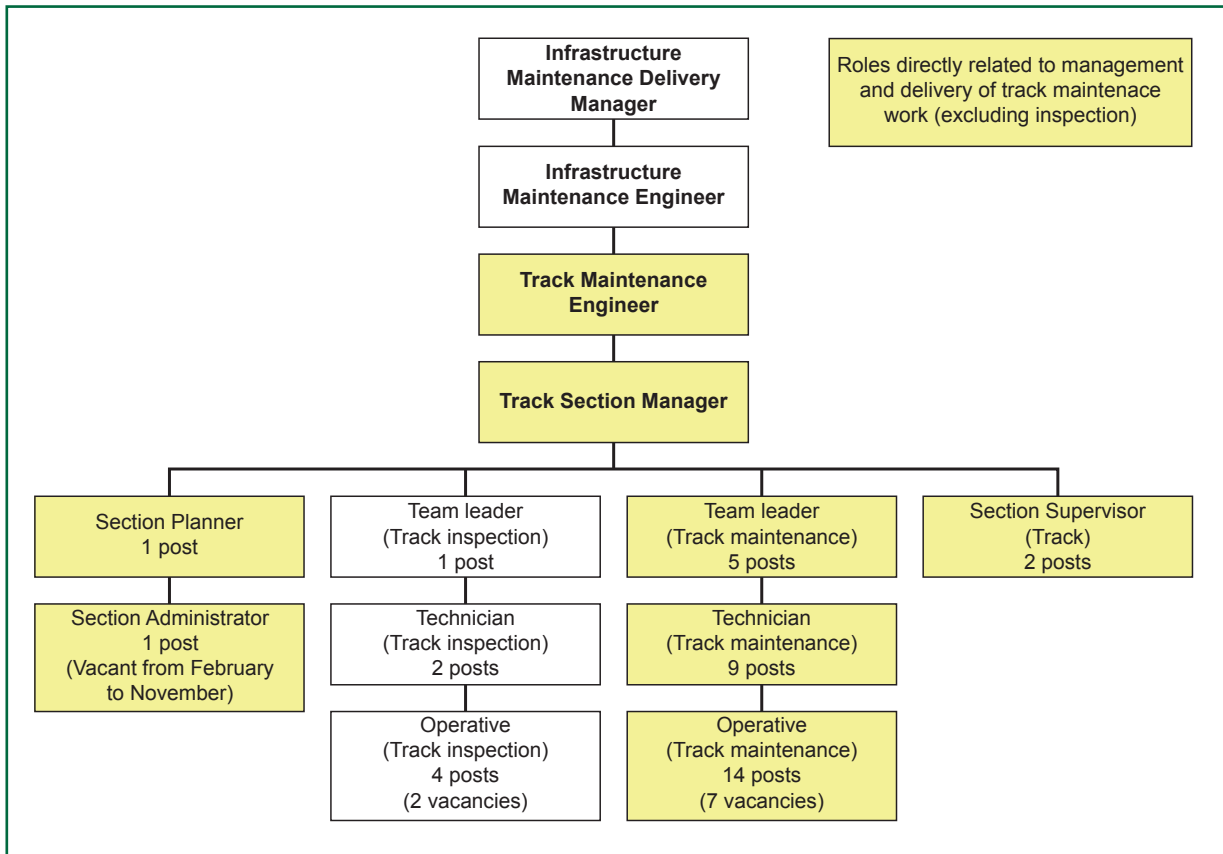 Infrastructure
Maintenance Delivery
Manager
Roles directly related to management
and delivery of track maintenace
work (excluding inspection)
Infrastructure
Maintenance Engineer
Track Maintenance
Engineer
Track Section Manager
Section Planner
1 post
Team leader
(Track inspection)
1 post
Team leader
(Track maintenance)
5 posts
Section Supervisor
(Track)
2 posts
Section Administrator
1 post
(Vacant from February
to November)
Technician
(Track inspection)
2 posts
Technician
(Track maintenance)
9 posts
Operative
(Track inspection)
4 posts
(2 vacancies)
Operative
(Track maintenance)
14 posts
(7 vacancies)